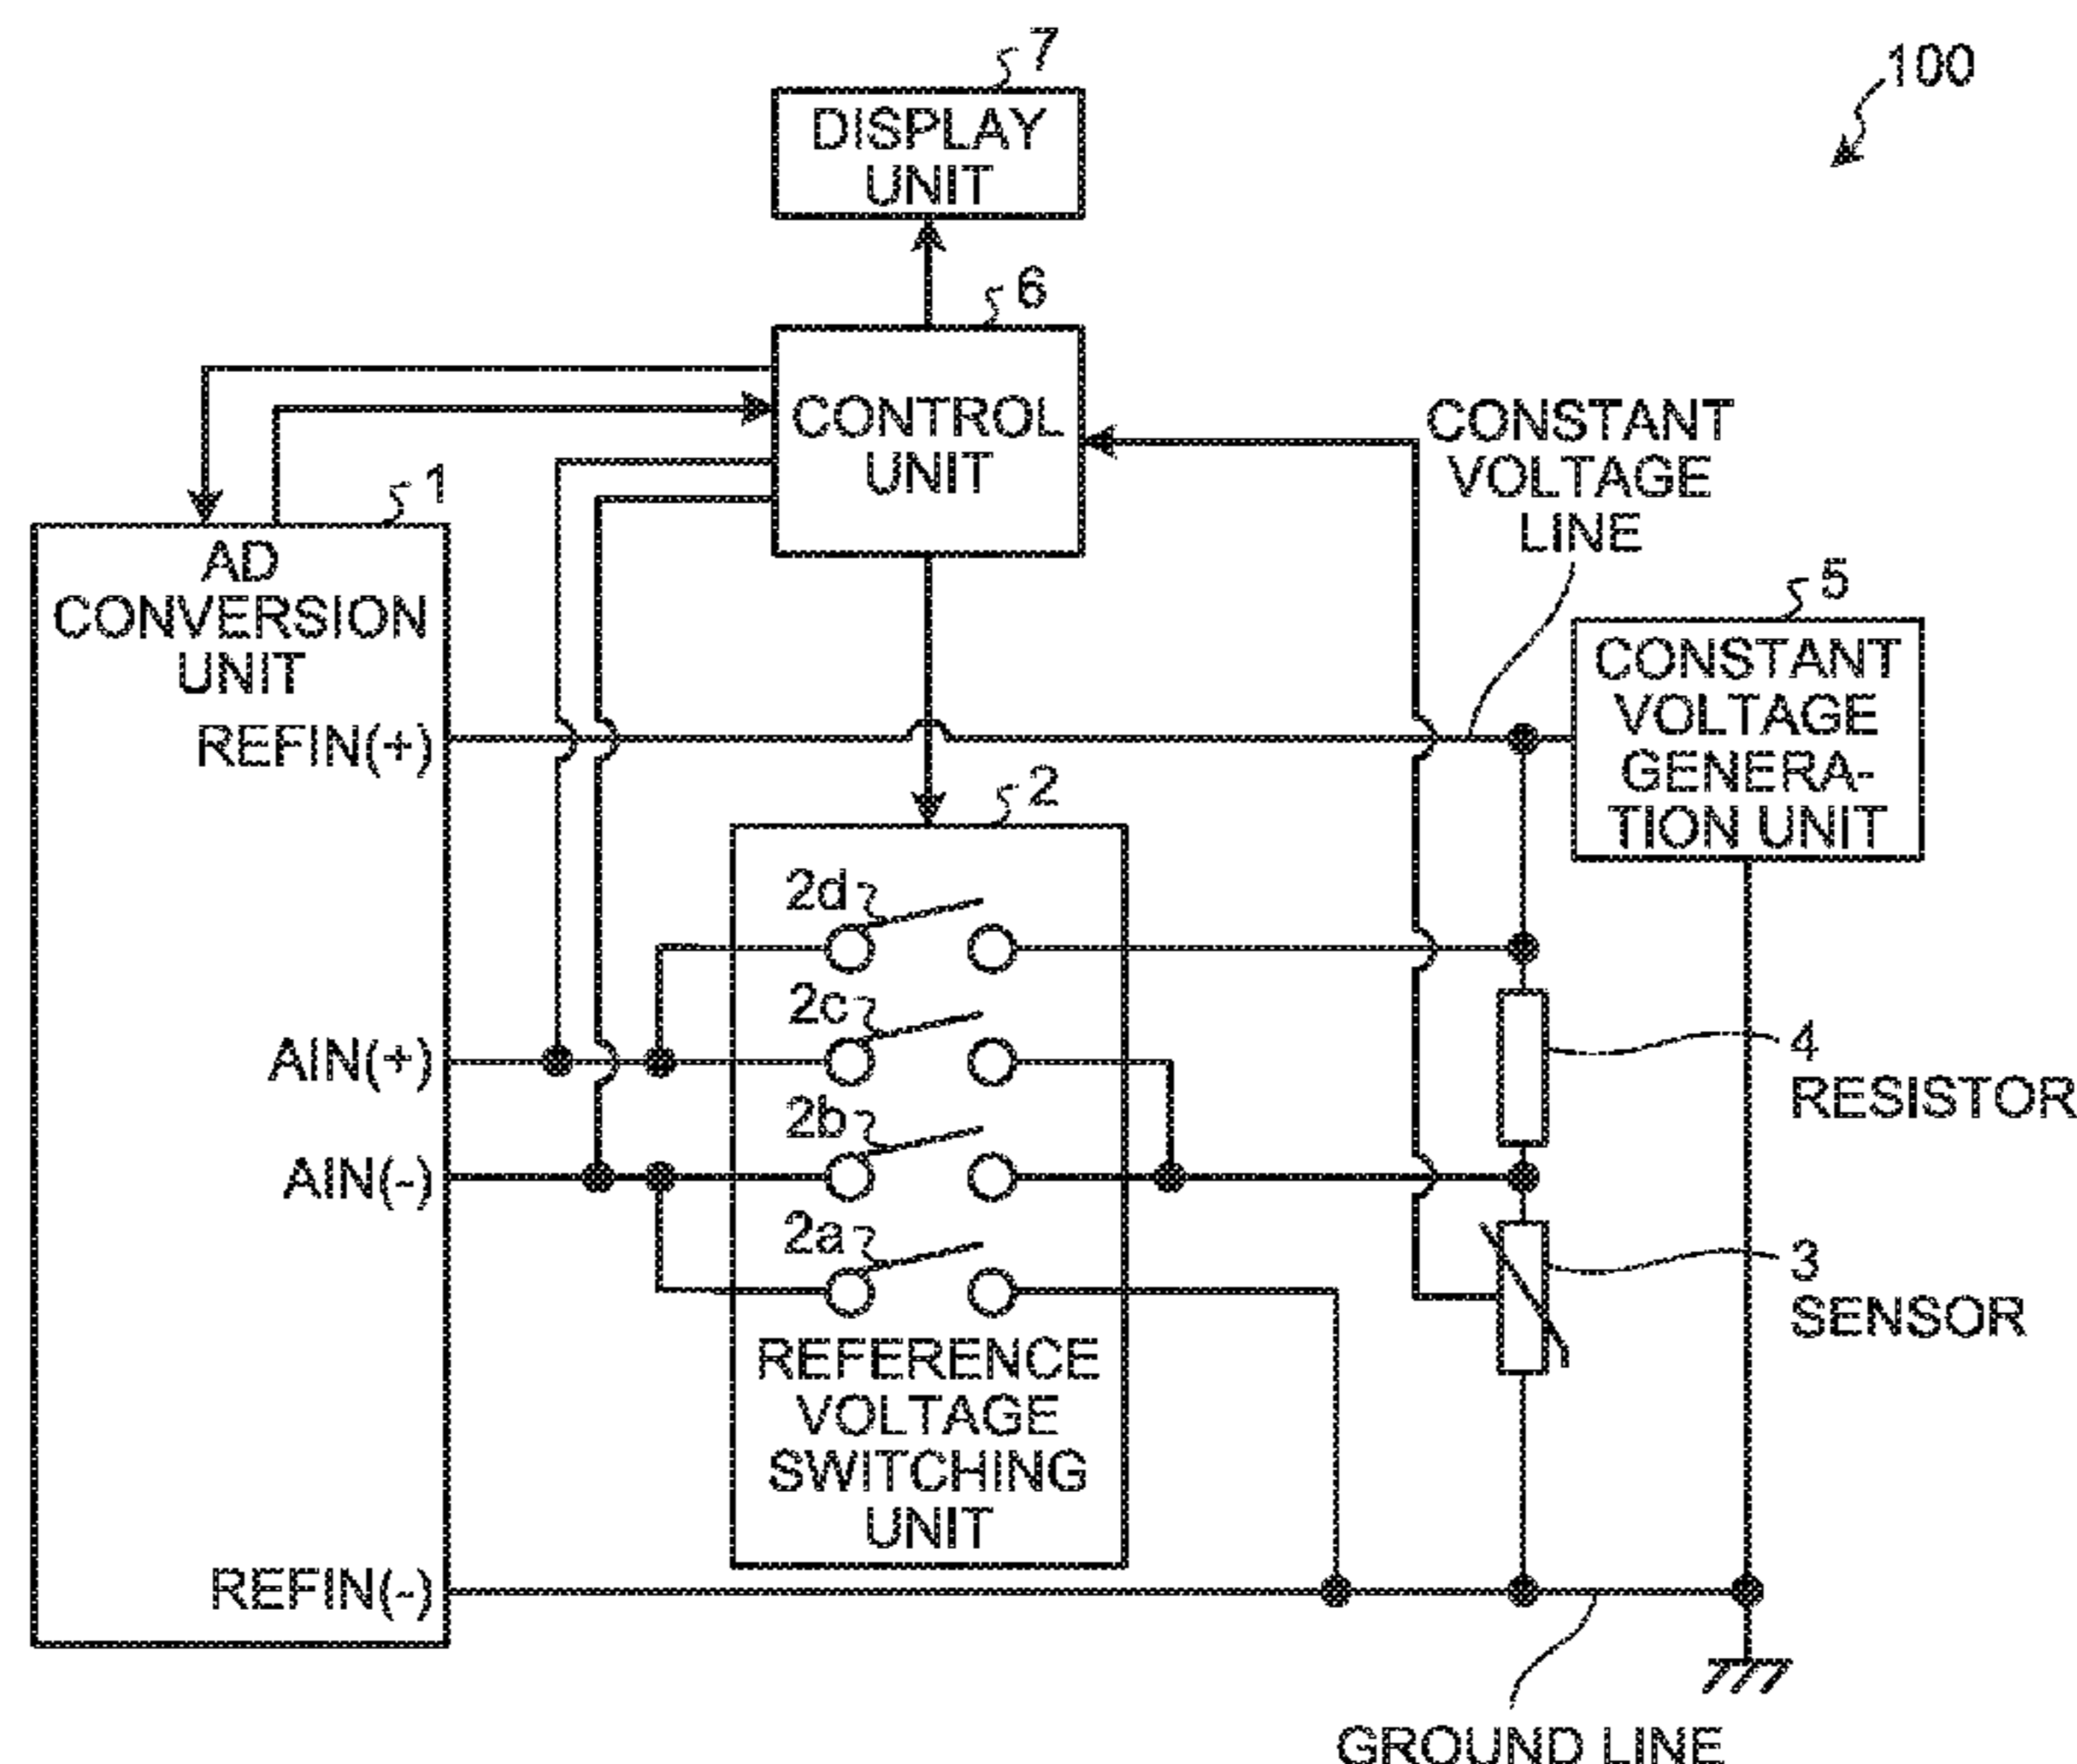 7
100
DISPLAY
UNIT
6
CONTROL
UNIT
CONSTANT
VOLTAGE
LINE
1
AD
CONVERSION
UNIT
5
CONSTANT
VOLTAGE
GENERA-
TION UNIT
REFIN(+)
2
2d
2c
AIN(+)
4
RESISTOR
2b
AIN(-)
2a
3
SENSOR
REFERENCE
VOLTAGE
SWITCHING
UNIT
REFIN(-)
GROUND LINE